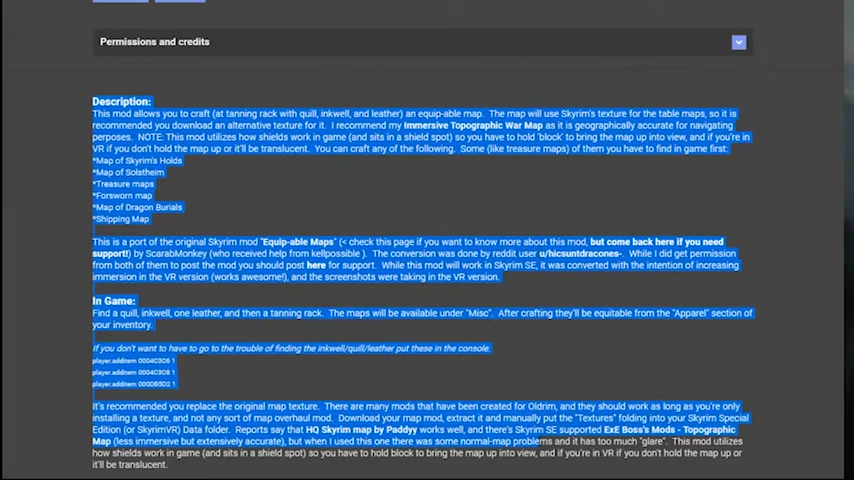 Permissions and credits
Description:
This mod allows you to craft (at tanning rack with quill, inkwell, and leather) an equip-able map. The map will use Skyrim's texture for the table maps, so it is
recommended you download an alternative texture for it. I recommend my Immersive Topographic War Map as it is geographically accurate for navigating
perposes. NOTE: This mod utilizes how shields work in game (and sits in a shield spot) so you have to hold 'block' to bring the map up into view, and if you're in
VR if you don't hold the map up or it'll be translucent. You can craft any of the following. Some (like treasure maps) of them you have to find in game first:
*Map of Skyrim's Holds
*Map of Solstheim
*Treasure maps
*Forsworn map
*Map of Dragon Burials
*Shipping Map
This is a port of the original Skyrim mod "Equip-able Maps" (< check this page if you want to know more about this mod, but come back here if you need
support!) by ScarabMonkey (who received help from kellpossible ). The conversion was done by reddit user u/hicsuntdracones-. While I did get permission
from both of them to post the mod you should post here for support. While this mod will work in Skyrim SE, it was converted with the intention of increasing
immersion in the VR version (works awesome!), and the screenshots were taking in the VR version.
In Game:
Find a quill, inkwell, one leather, and then a tanning rack. The maps will be available under "Misc". After crafting they'll be equitable from the "Apparel" section of
your inventory.
If you don't want to have to go to the trouble of finding the inkwell/quill/leather put these in the console:
player.additem 0004C3C6 1
player.additem 0004C3C8 1
player.additem 000DB5D2 1
It's recommended you replace the original map texture. There are many mods that have been created for Oldrim, and they should work as long as you're only
installing a texture, and not any sort of map overhaul mod. Download your map mod, extract it and manually put the "Textures" folding into your Skyrim Special
Edition (or SkyrimVR) Data folder. Reports say that HQ Skyrim map by Paddyy works well, and there's Skyrim SE supported ExE Boss's Mods - Topographic
Map (less immersive but extensively accurate), but when I used this one there was some normal-map problems and it has too much "glare". This mod utilizes
how shields work in game (and sits in a shield spot) so you have to hold block to bring the map up into view, and if you're in VR if you don't hold the map up or
it'll be translucent.